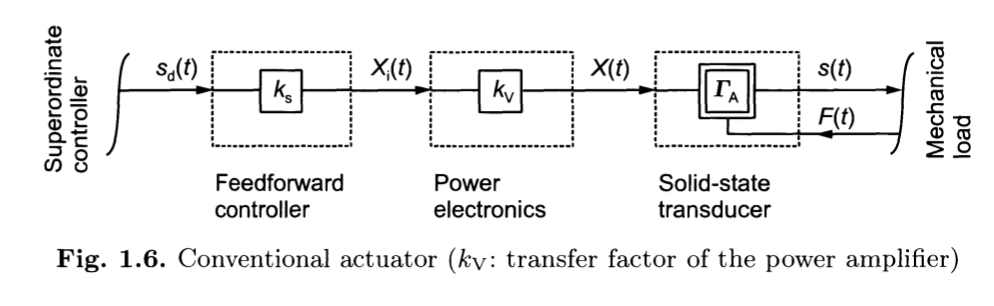 Superordinate
controller
s_d(t)
k_s
X_i(t)
k_V
X(t)
Γ_A
s(t)
F(t)
Mechanical
load
Feedforward
controller
Power
electronics
Solid-state
transducer
Fig. 1.6. Conventional actuator (k_V: transfer factor of the power amplifier)